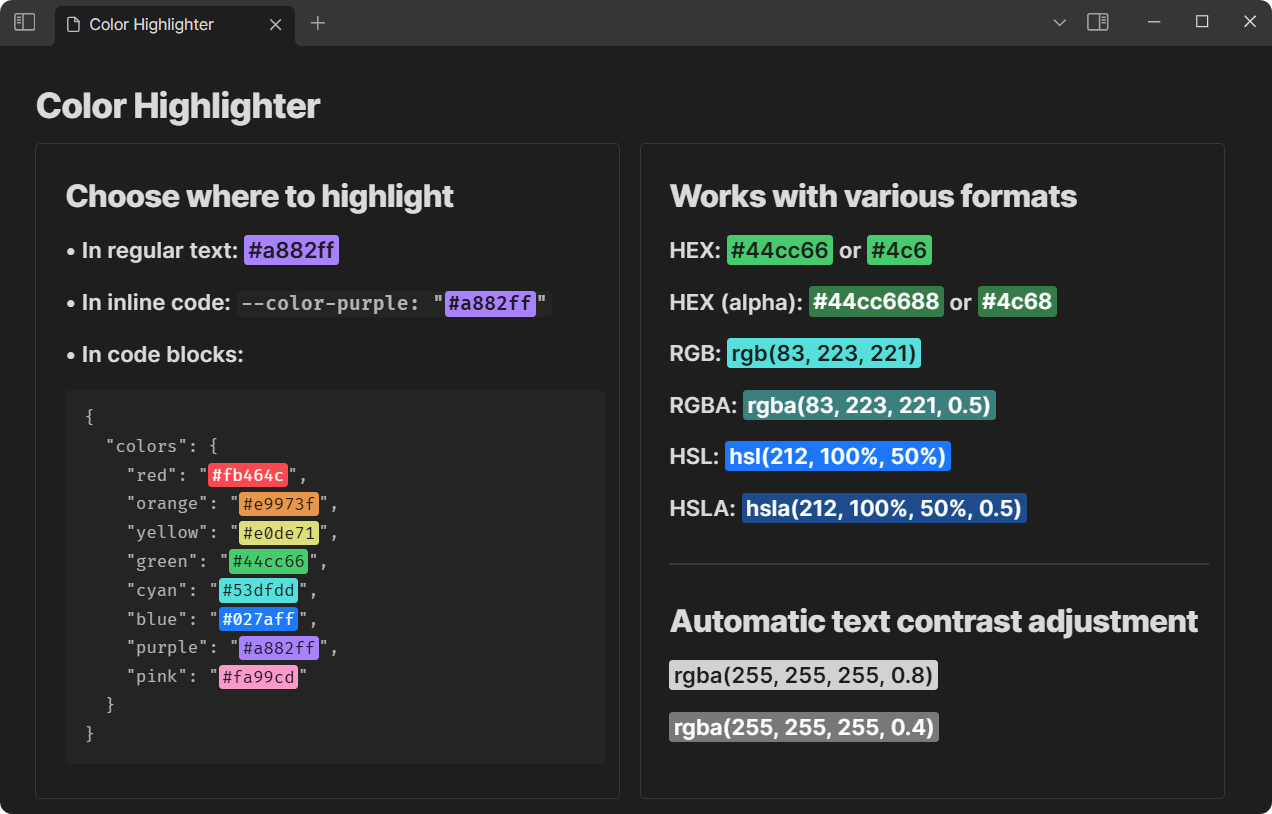 Color Highlighter
Color Highlighter
Choose where to highlight
• In regular text: #a882ff
• In inline code: --color-purple: "#a882ff"
• In code blocks:
{
  "colors": {
    "red": "#fb464c",
    "orange": "#e9973f",
    "yellow": "#e0de71",
    "green": "#44cc66",
    "cyan": "#53dfdd",
    "blue": "#027aff",
    "purple": "#a882ff",
    "pink": "#fa99cd"
  }
}
Works with various formats
HEX: #44cc66 or #4c6
HEX (alpha): #44cc6688 or #4c68
RGB: rgb(83, 223, 221)
RGBA: rgba(83, 223, 221, 0.5)
HSL: hsl(212, 100%, 50%)
HSLA: hsla(212, 100%, 50%, 0.5)
Automatic text contrast adjustment
rgba(255, 255, 255, 0.8)
rgba(255, 255, 255, 0.4)